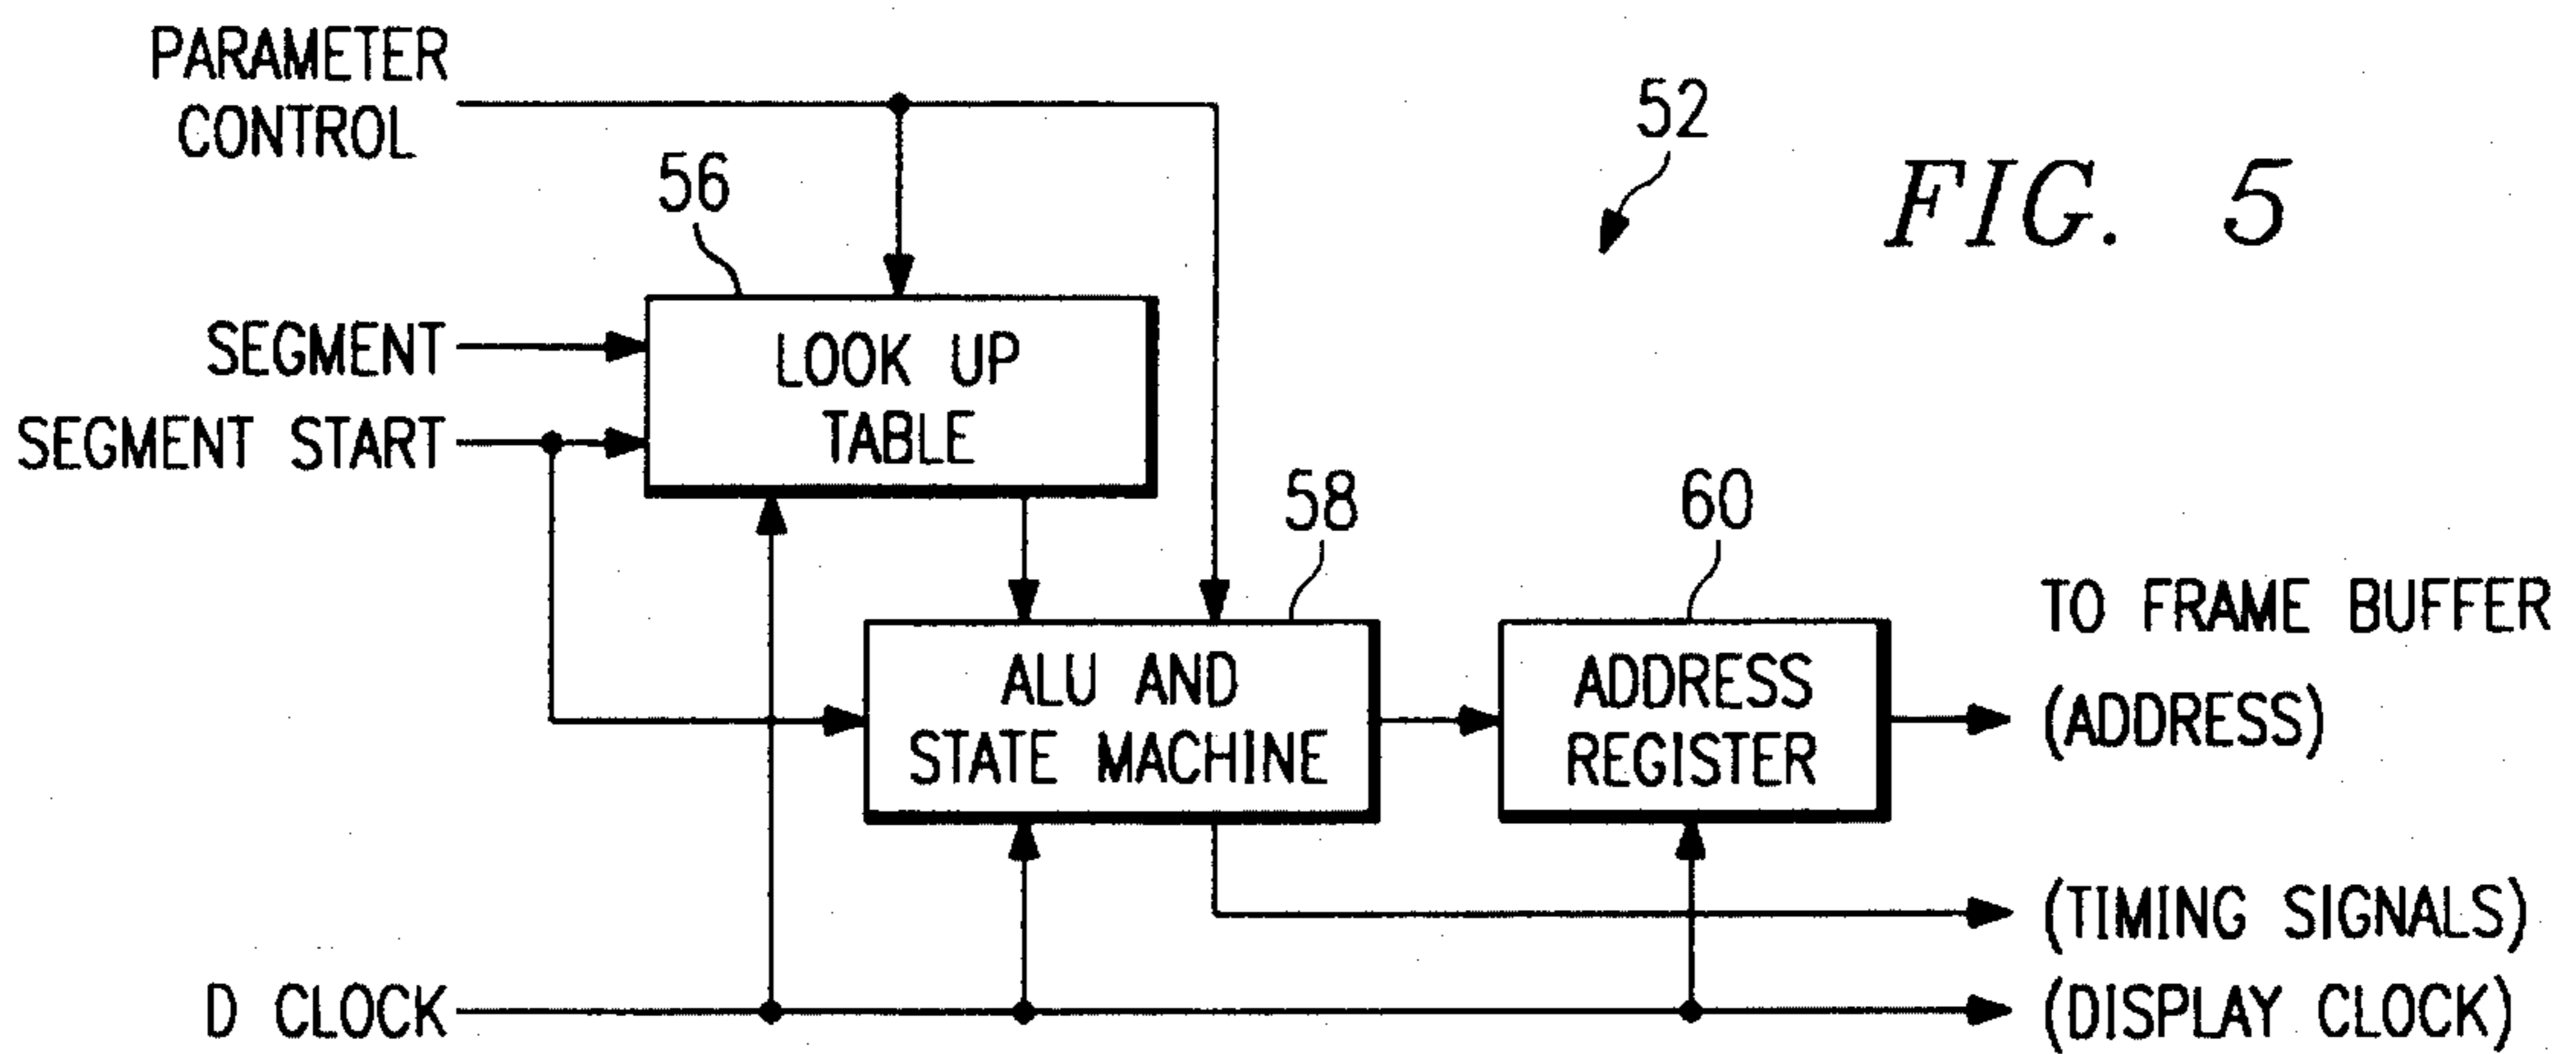 PARAMETER
CONTROL
52
FIG. 5
56
SEGMENT
LOOK UP
TABLE
SEGMENT START
58
60
ALU AND
STATE MACHINE
ADDRESS
REGISTER
TO FRAME BUFFER
(ADDRESS)
(TIMING SIGNALS)
D CLOCK
(DISPLAY CLOCK)